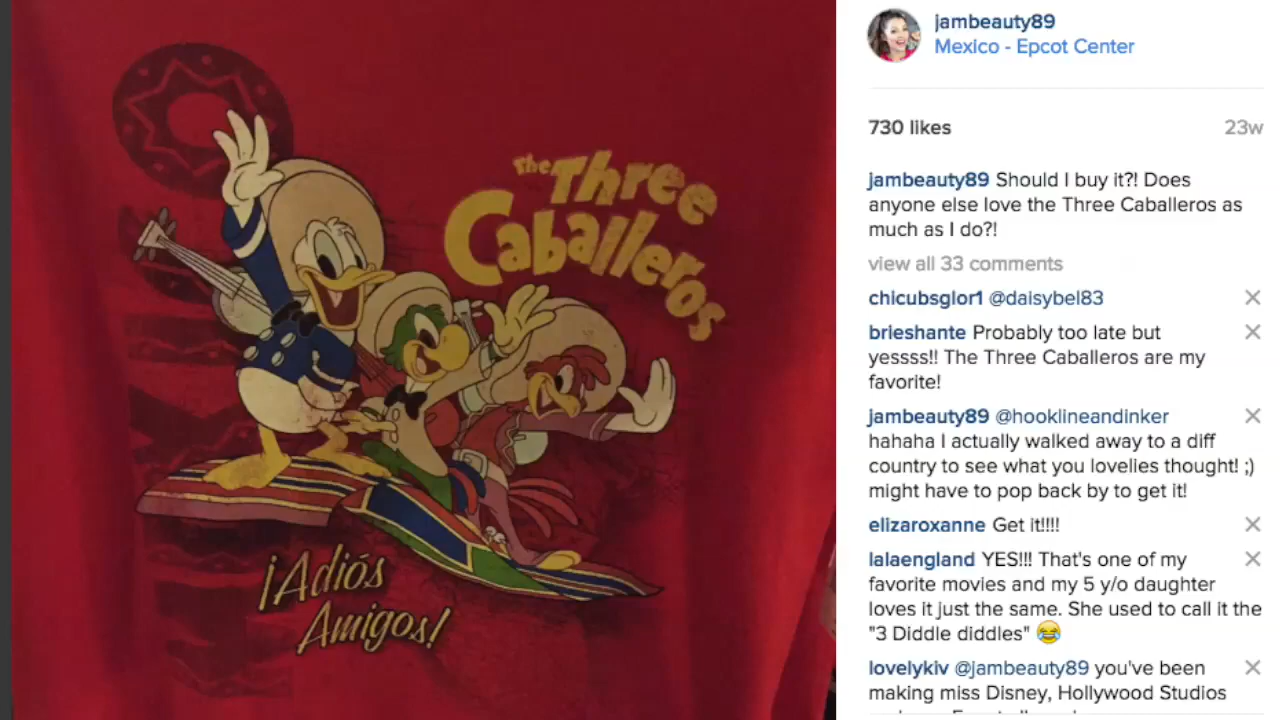 The Three
Caballeros
¡Adiós
Amigos!
jambeauty89
Mexico - Epcot Center
730 likes
23w
jambeauty89 Should I buy it?! Does
anyone else love the Three Caballeros as
much as I do?!
view all 33 comments
chicubsglor1 @daisybel83
brieshante Probably too late but
yessss!! The Three Caballeros are my
favorite!
jambeauty89 @hooklineandinker
hahaha I actually walked away to a diff
country to see what you lovelies thought! ;)
might have to pop back by to get it!
elizaroxanne Get it!!!!
lalaengland YES!!! That's one of my
favorite movies and my 5 y/o daughter
loves it just the same. She used to call it the
"3 Diddle diddles" 😂
lovelykiv @jambeauty89 you've been
making miss Disney, Hollywood Studios